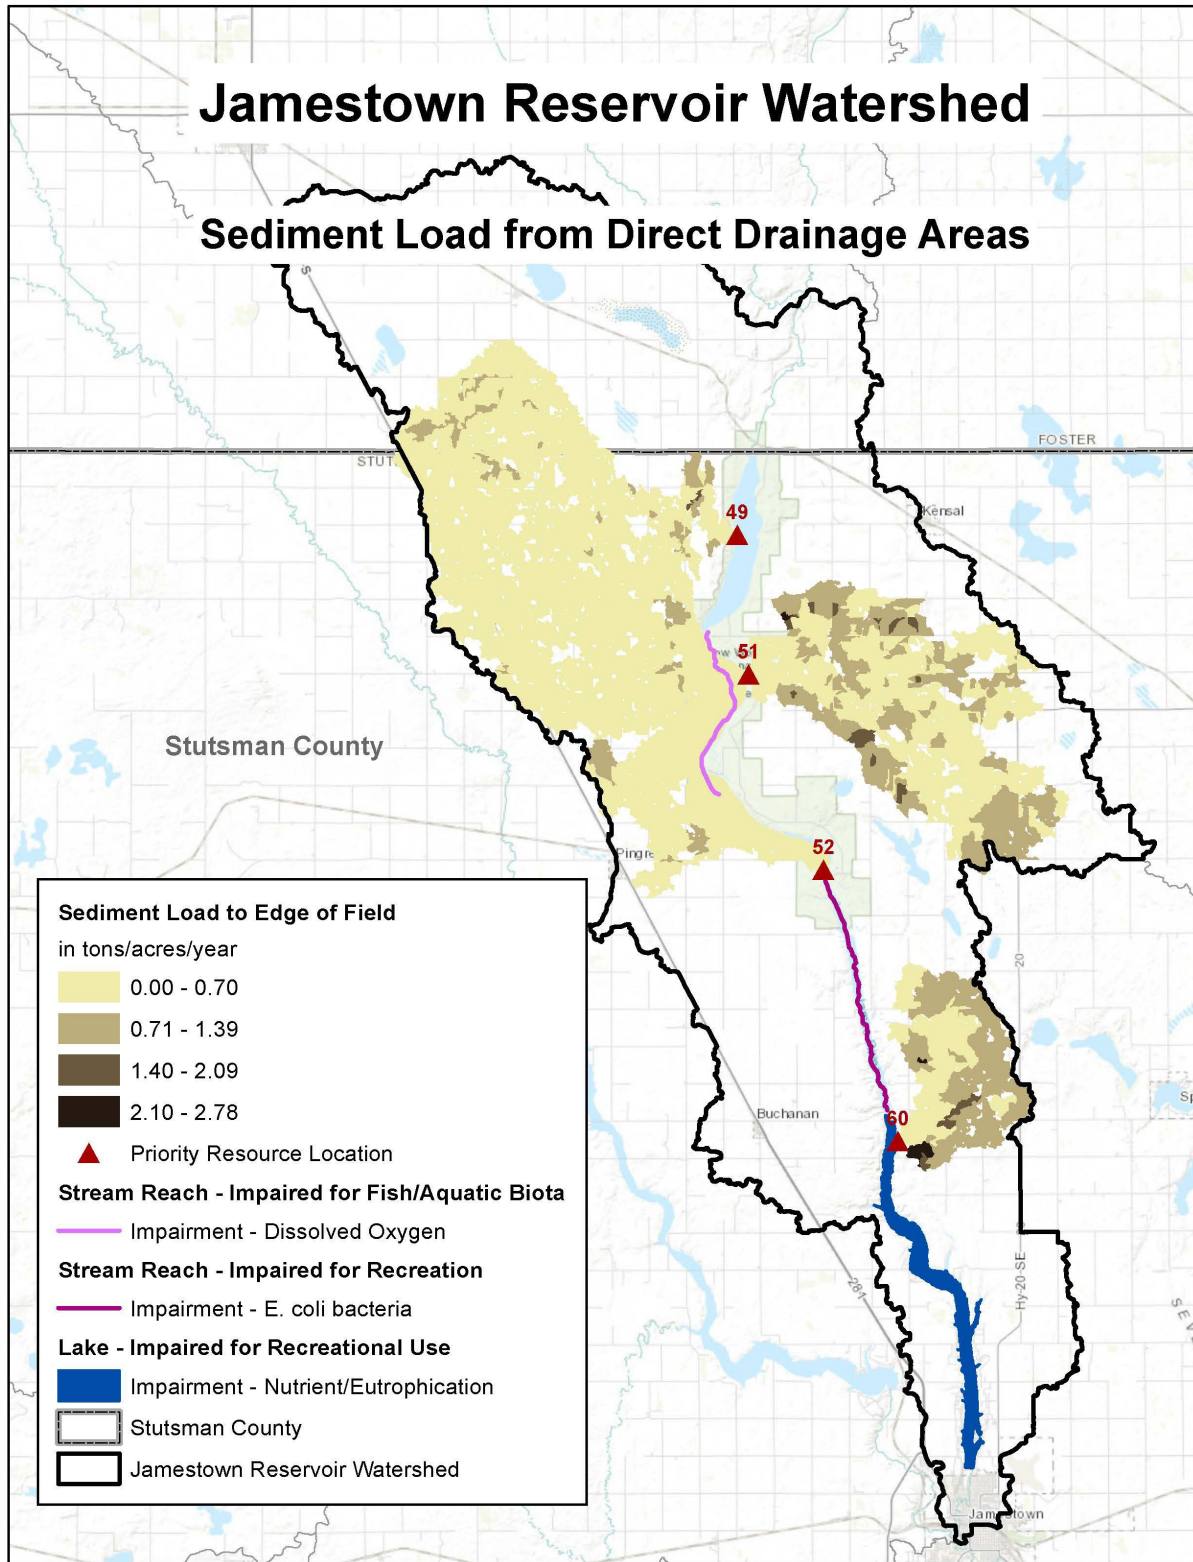 Jamestown Reservoir Watershed
Sediment Load from Direct Drainage Areas
S
FOSTER
STUT
49
Kensal
51
Stutsman County
52
Pingre
20
60
Buchanan
Hy-20-SE
281
Jamestown
Sediment Load to Edge of Field
in tons/acres/year
0.00 - 0.70
0.71 - 1.39
1.40 - 2.09
2.10 - 2.78
Priority Resource Location
Stream Reach - Impaired for Fish/Aquatic Biota
Impairment - Dissolved Oxygen
Stream Reach - Impaired for Recreation
Impairment - E. coli bacteria
Lake - Impaired for Recreational Use
Impairment - Nutrient/Eutrophication
Stutsman County
Jamestown Reservoir Watershed
Sp
SEV